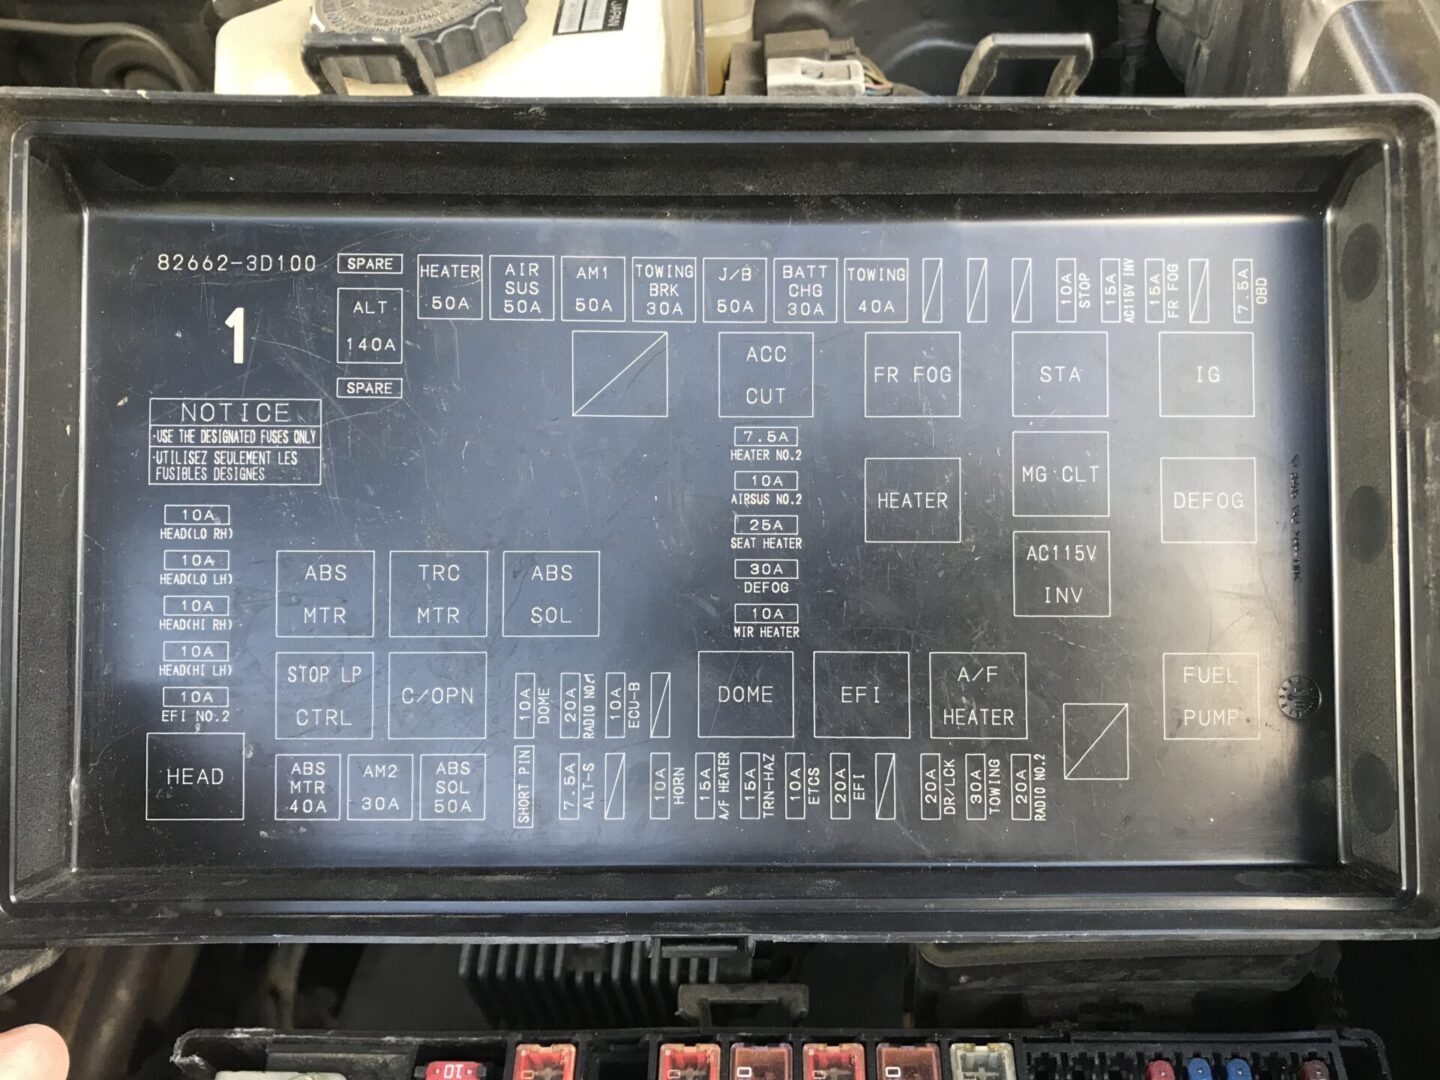 JAPAN
82662-3D100
1
SPARE
ALT
140A
SPARE
HEATER
50A
AIR
SUS
50A
AM1
50A
TOWING
BRK
30A
J/B
50A
BATT
CHG
30A
TOWING
40A
10A
STOP
15A
AC115V INV
15A
FR FOG
7.5A
OBD
ACC
CUT
FR FOG
STA
IG
NOTICE
·USE THE DESIGNATED FUSES ONLY
·UTILISEZ SEULEMENT LES
FUSIBLES DESIGNES
7.5A
HEATER NO.2
10A
AIRSUS NO.2
25A
SEAT HEATER
30A
DEFOG
10A
MIR HEATER
HEATER
MG CLT
DEFOG
AC115V
INV
10A
HEAD(LO RH)
10A
HEAD(LO LH)
10A
HEAD(HI RH)
10A
HEAD(HI LH)
10A
EFI NO.2
HEAD
ABS
MTR
TRC
MTR
ABS
SOL
STOP LP
CTRL
C/OPN
10A
DOME
20A
RADIO NO.1
10A
ECU-B
DOME
EFI
A/F
HEATER
FUEL
PUMP
ABS
MTR
40A
AM2
30A
ABS
SOL
50A
SHORT PIN
7.5A
ALT-S
10A
HORN
15A
A/F HEATER
15A
TRN-HAZ
10A
ETCS
20A
EFI
20A
DR/LCK
30A
TOWING
20A
RADIO NO.2
10